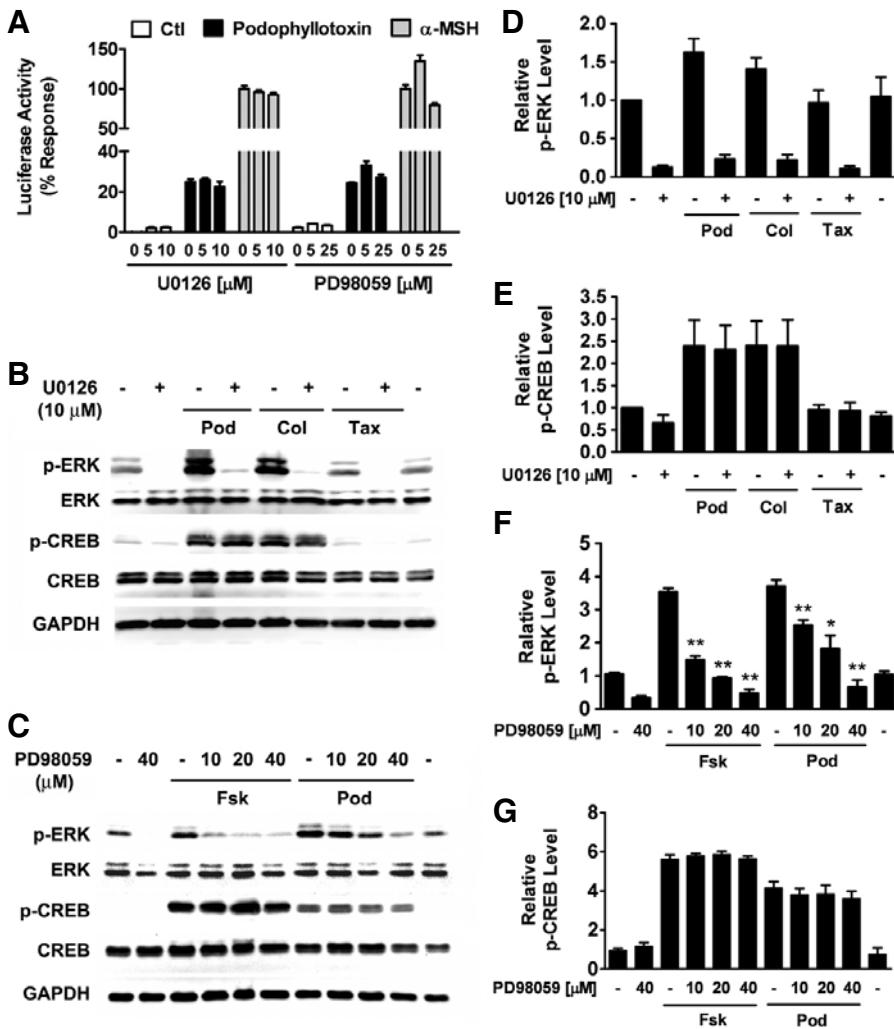 A
Ctl Podophyllotoxin α-MSH
Luciferase Activity
(% Response)
150
100
50
40
20
0
0 5 10 0 5 10 0 5 10 0 5 25 0 5 25 0 5 25
U0126 [μM] PD98059 [μM]
B
U0126
(10 μM)
- + - + - + - + -
Pod Col Tax
p-ERK
ERK
p-CREB
CREB
GAPDH
C
PD98059
(μM)
- 40 - 10 20 40 - 10 20 40 -
Fsk Pod
p-ERK
ERK
p-CREB
CREB
GAPDH
D
Relative
p-ERK Level
2.0
1.5
1.0
0.5
0.0
U0126 [10 μM] - + - + - + - + -
Pod Col Tax
E
Relative
p-CREB Level
3.5
3.0
2.5
2.0
1.5
1.0
0.5
0.0
U0126 [10 μM] - + - + - + - + -
Pod Col Tax
F
Ralative
p-ERK Level
5
4
3
2
1
0
** ** ** ** * **
PD98059 [μM] - 40 - 10 20 40 - 10 20 40 -
Fsk Pod
G
Relative
p-CREB Level
8
6
4
2
0
PD98059 [μM] - 40 - 10 20 40 - 10 20 40 -
Fsk Pod